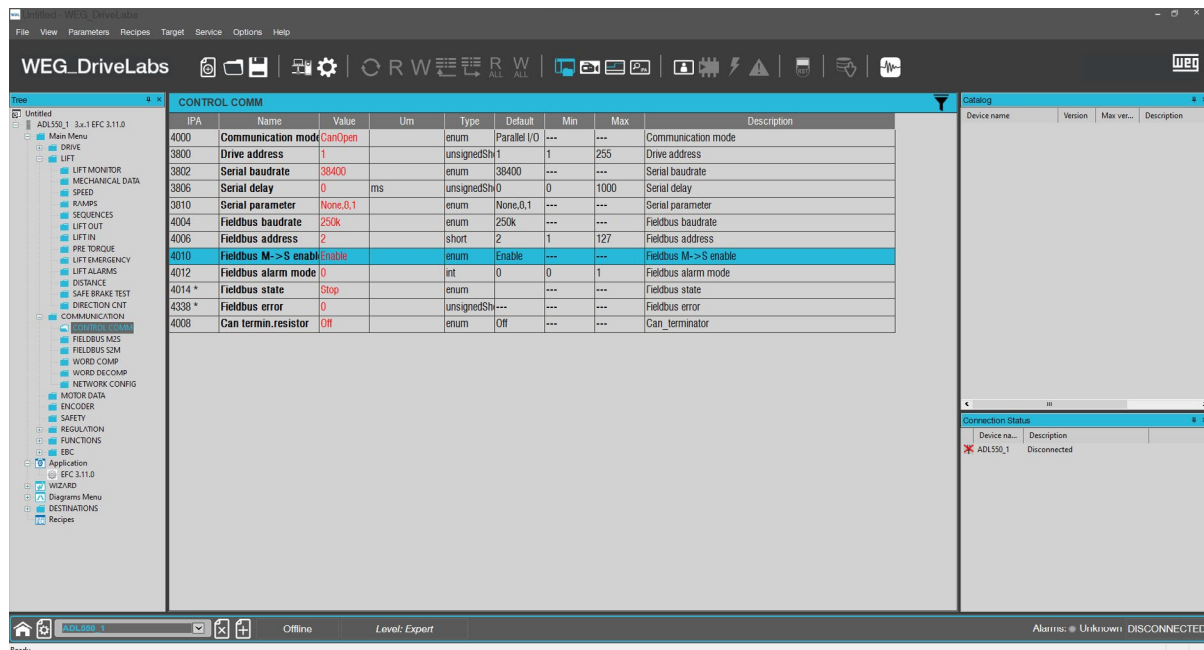 Untitled - WEG_DriveLabs
File View Parameters Recipes Target Service Options Help
WEG_DriveLabs R W R ALL W ALL weg
Tree
Untitled
ADL550_1 3.x.1 EFC 3.11.0
Main Menu
DRIVE
LIFT
LIFT MONITOR
MECHANICAL DATA
SPEED
RAMPS
SEQUENCES
LIFT OUT
LIFT IN
PRE TORQUE
LIFT EMERGENCY
LIFT ALARMS
DISTANCE
SAFE BRAKE TEST
DIRECTION CNT
COMMUNICATION
CONTROL COMM
FIELDBUS M2S
FIELDBUS S2M
WORD COMP
WORD DECOMP
NETWORK CONFIG
MOTOR DATA
ENCODER
SAFETY
REGULATION
FUNCTIONS
EBC
Application
EFC 3.11.0
WIZARD
Diagrams Menu
DESTINATIONS
Recipes
CONTROL COMM
IPA Name Value Um Type Default Min Max Description
4000 Communication mode CanOpen enum Parallel I/O --- --- Communication mode
3800 Drive address 1 unsignedSh 1 1 255 Drive address
3802 Serial baudrate 38400 enum 38400 --- --- Serial baudrate
3806 Serial delay 0 ms unsignedSh 0 0 1000 Serial delay
3810 Serial parameter None,8,1 enum None,8,1 --- --- Serial parameter
4004 Fieldbus baudrate 250k enum 250k --- --- Fieldbus baudrate
4006 Fieldbus address 2 short 2 1 127 Fieldbus address
4010 Fieldbus M->S enabl Enable enum Enable --- --- Fieldbus M->S enable
4012 Fieldbus alarm mode 0 int 0 0 1 Fieldbus alarm mode
4014 * Fieldbus state Stop enum --- --- Fieldbus state
4338 * Fieldbus error 0 unsignedSh --- --- --- Fieldbus error
4008 Can termin.resistor Off enum Off --- --- Can_terminator
Catalog
Device name Version Max ver... Description
Connection Status
Device na... Description
ADL550_1 Disconnected
ADL550_1 Offline Level: Expert Alarms: Unknown DISCONNECTED
Ready